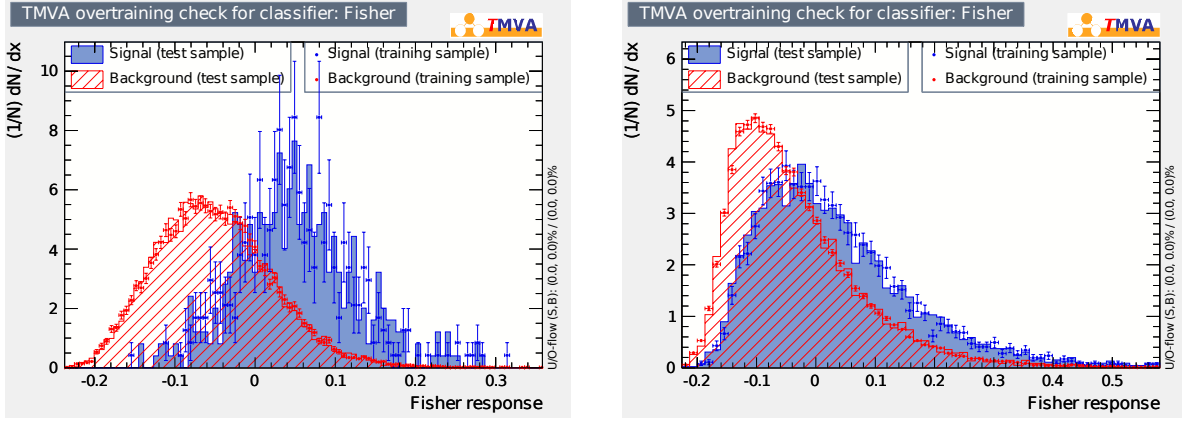 TMVA overtraining check for classifier: Fisher
TMVA
Signal (test sample)
Background (test sample)
Signal (training sample)
Background (training sample)
(1/N) dN/ dx
10
8
6
4
2
0
-0.2 -0.1 0 0.1 0.2 0.3
Fisher response
U/O-flow (S,B): (0.0, 0.0)% / (0.0, 0.0)%
TMVA overtraining check for classifier: Fisher
TMVA
Signal (test sample)
Background (test sample)
Signal (training sample)
Background (training sample)
(1/N) dN/ dx
6
5
4
3
2
1
0
-0.2 -0.1 0 0.1 0.2 0.3 0.4 0.5
Fisher response
U/O-flow (S,B): (0.0, 0.0)% / (0.0, 0.0)%